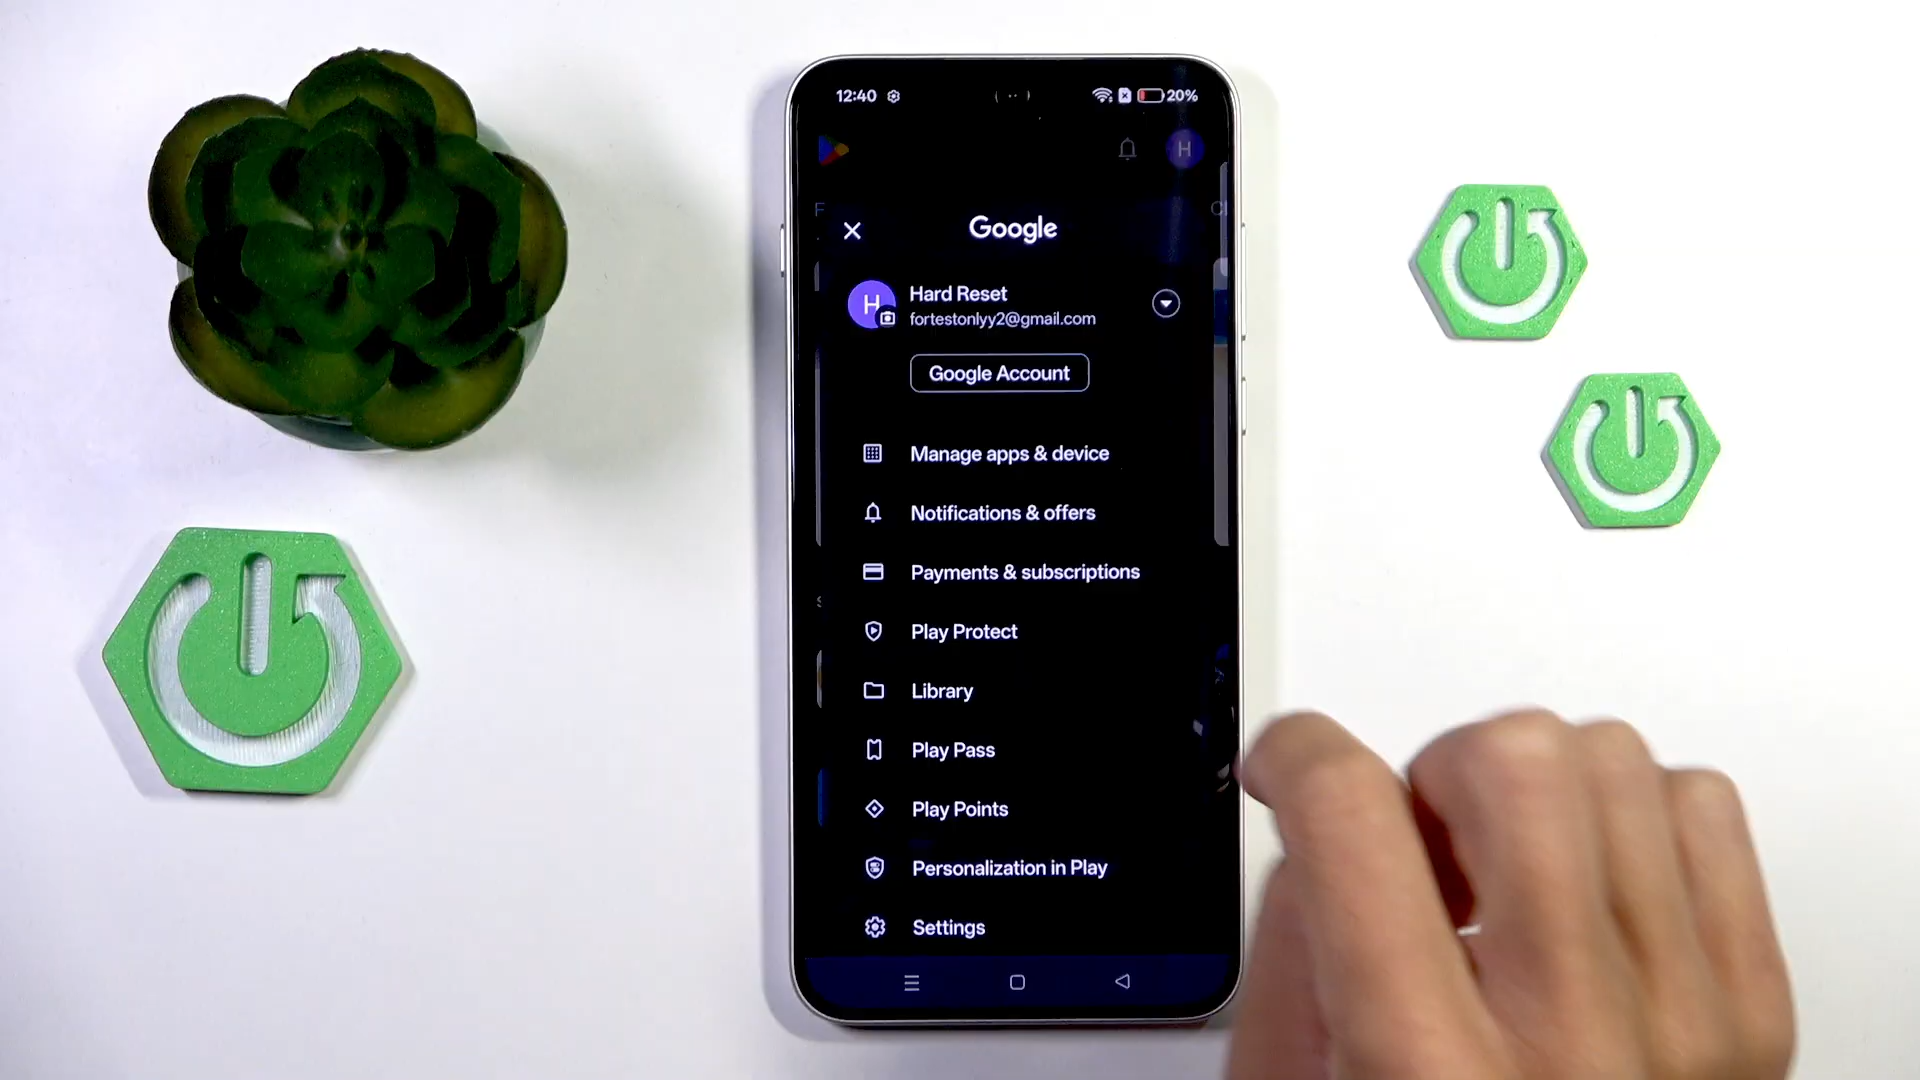 12:40
20%
H
Google
H
Hard Reset
fortestonlyy2@gmail.com
Google Account
Manage apps & device
Notifications & offers
Payments & subscriptions
Play Protect
Library
Play Pass
Play Points
Personalization in Play
Settings